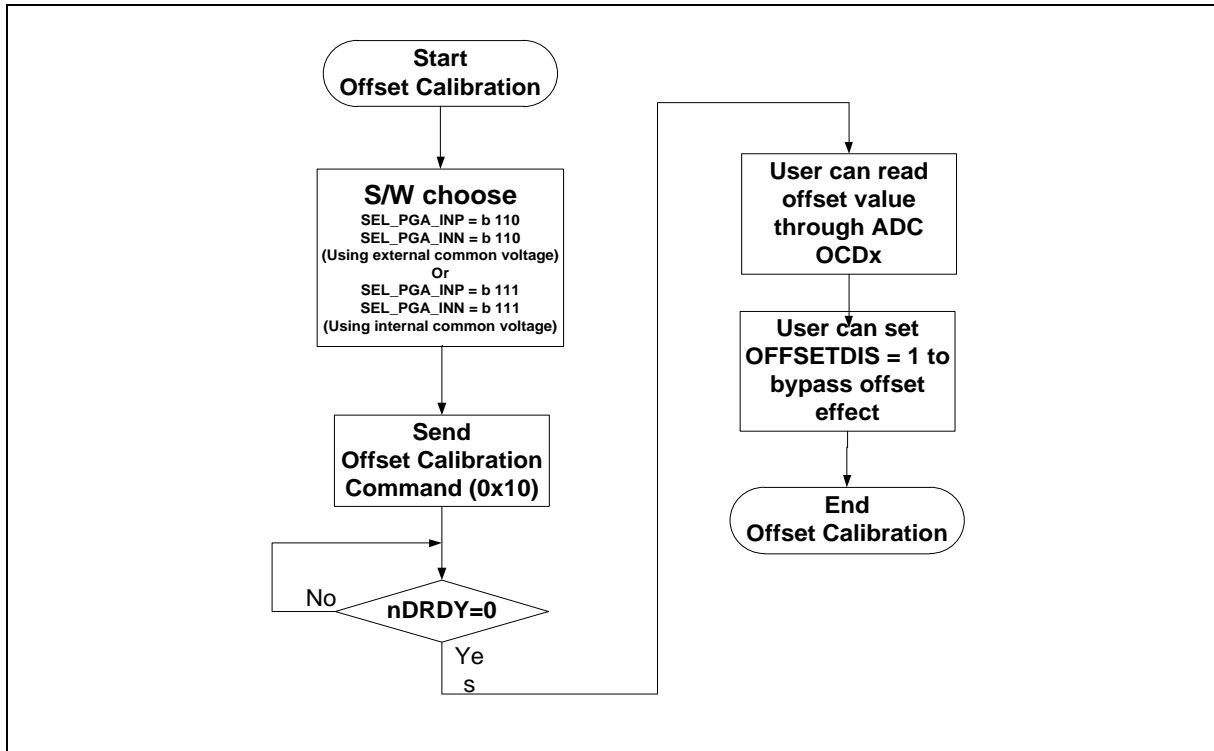 Start
Offset Calibration
S/W choose
SEL_PGA_INP = b 110
SEL_PGA_INN = b 110
(Using external common voltage)
Or
SEL_PGA_INP = b 111
SEL_PGA_INN = b 111
(Using internal common voltage)
Send
Offset Calibration
Command (0x10)
No
nDRDY=0
Ye
s
User can read
offset value
through ADC
OCDx
User can set
OFFSETDIS = 1 to
bypass offset
effect
End
Offset Calibration